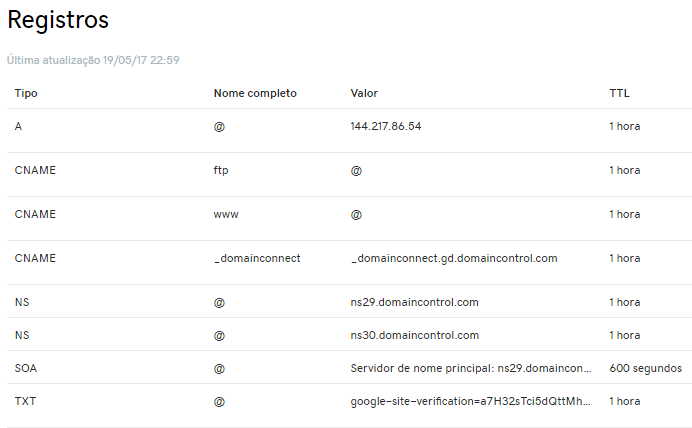 Registros
Última atualização 19/05/17 22:59
Tipo Nome completo Valor TTL
A @ 144.217.86.54 1 hora
CNAME ftp @ 1 hora
CNAME www @ 1 hora
CNAME _domainconnect _domainconnect.gd.domaincontrol.com 1 hora
NS @ ns29.domaincontrol.com 1 hora
NS @ ns30.domaincontrol.com 1 hora
SOA @ Servidor de nome principal: ns29.domaincon... 600 segundos
TXT @ google-site-verification=a7H32sTci5dQttMh... 1 hora